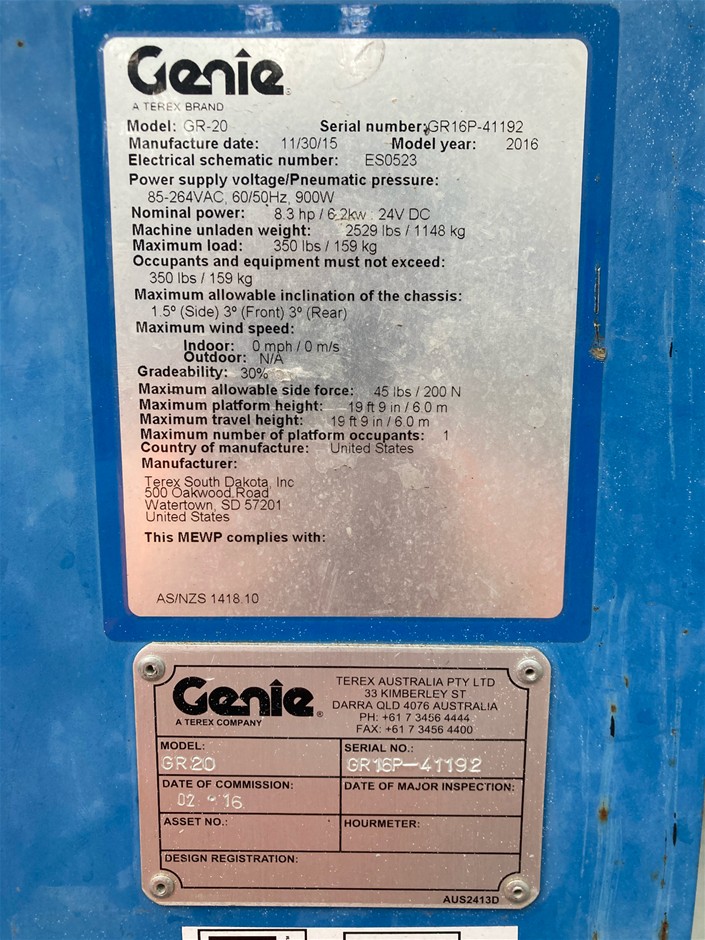 Genie
A TEREX BRAND
Model: GR-20 Serial number: GR16P-41192
Manufacture date: 11/30/15 Model year: 2016
Electrical schematic number: ES0523
Power supply voltage/Pneumatic pressure:
85-264VAC, 60/50Hz, 900W
Nominal power: 8.3 hp / 6.2kw : 24V DC
Machine unladen weight: 2529 lbs / 1148 kg
Maximum load: 350 lbs / 159 kg
Occupants and equipment must not exceed:
350 lbs / 159 kg
Maximum allowable inclination of the chassis:
1.5° (Side) 3° (Front) 3° (Rear)
Maximum wind speed:
Indoor: 0 mph / 0 m/s
Outdoor: N/A
Gradeability: 30%
Maximum allowable side force: 45 lbs / 200 N
Maximum platform height: 19 ft 9 in / 6.0 m
Maximum travel height: 19 ft 9 in / 6.0 m
Maximum number of platform occupants: 1
Country of manufacture: United States
Manufacturer:
Terex South Dakota, Inc
500 Oakwood Road
Watertown, SD 57201
United States
This MEWP complies with:
AS/NZS 1418.10
Genie®
A TEREX COMPANY
TEREX AUSTRALIA PTY LTD
33 KIMBERLEY ST
DARRA QLD 4076 AUSTRALIA
PH: +61 7 3456 4444
FAX: +61 7 3456 4400
MODEL: SERIAL NO.:
GR20 GR16P-41192
DATE OF COMMISSION: DATE OF MAJOR INSPECTION:
02 16
ASSET NO.: HOURMETER:
DESIGN REGISTRATION:
AUS2413D